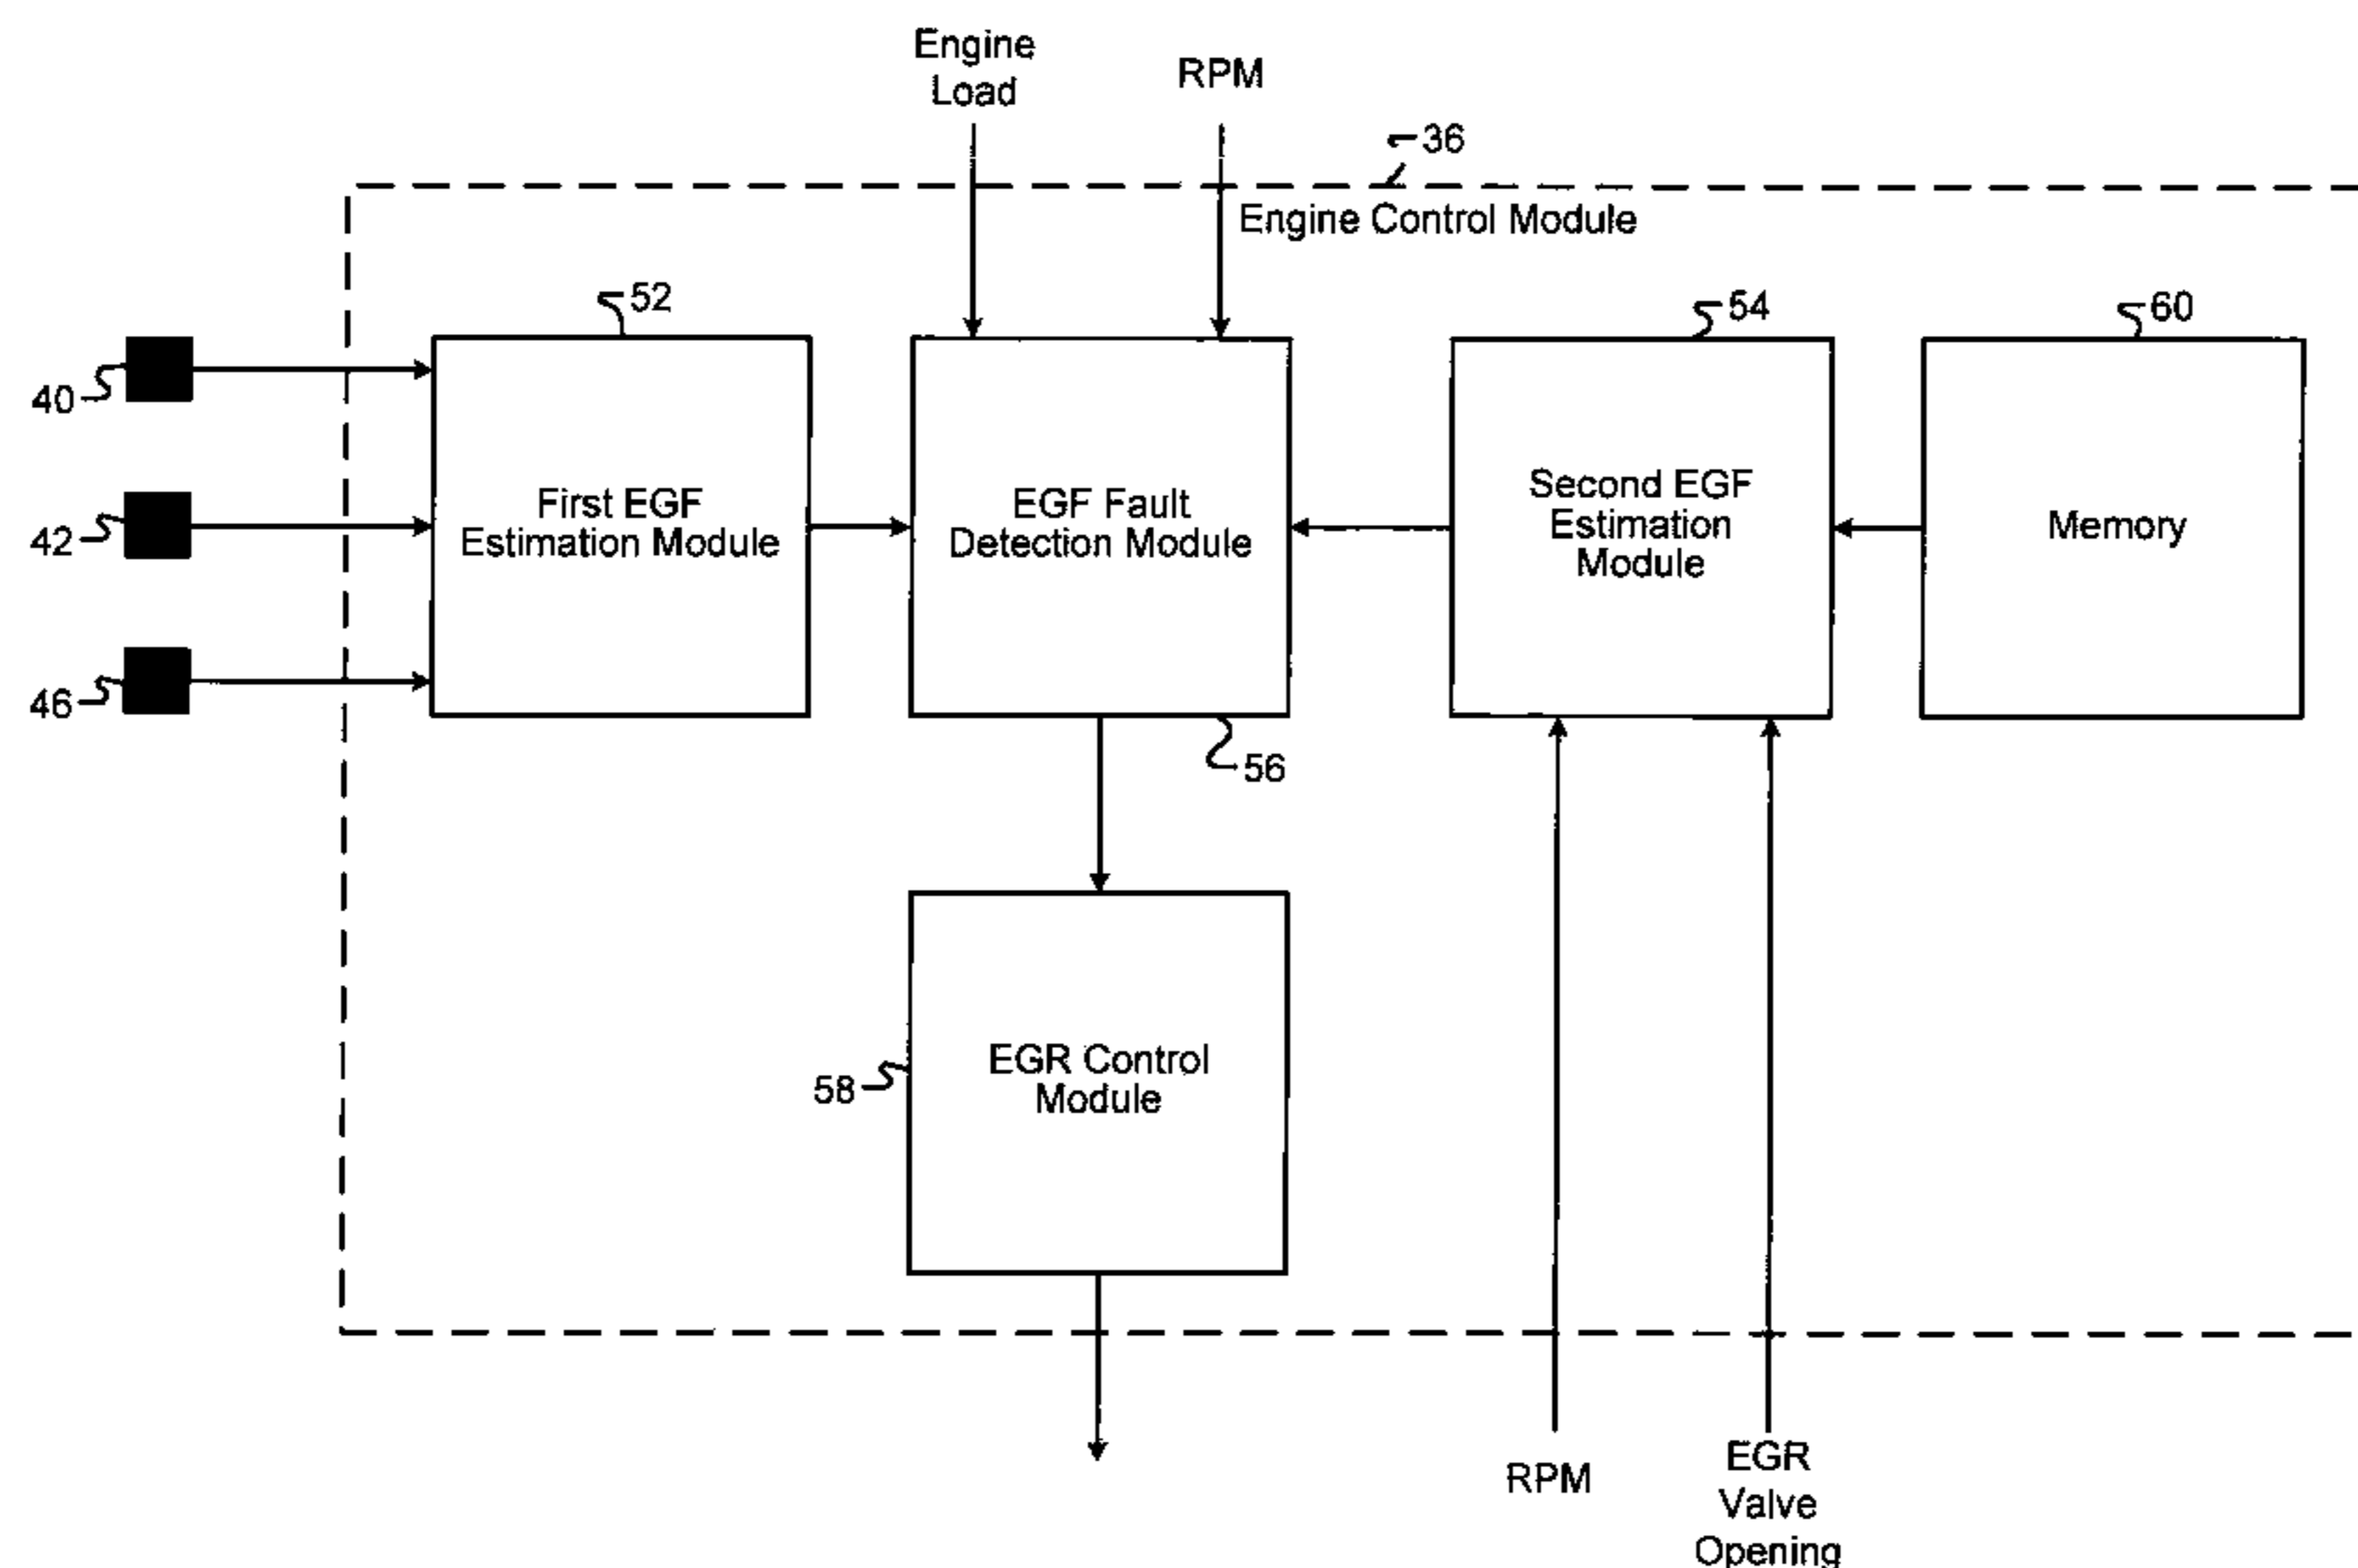 Engine
Load
RPM
36
Engine Control Module
52
54
60
40
42
46
First EGF
Estimation Module
EGF Fault
Detection Module
Second EGF
Estimation
Module
Memory
56
58
EGR Control
Module
RPM
EGR
Valve
Opening